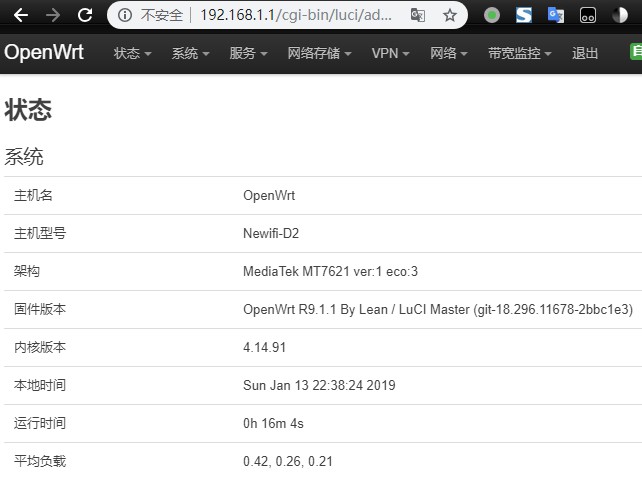 不安全 192.168.1.1/cgi-bin/luci/ad...
OpenWrt 状态 系统 服务 网络存储 VPN 网络 带宽监控 退出
状态
系统
主机名 OpenWrt
主机型号 Newifi-D2
架构 MediaTek MT7621 ver:1 eco:3
固件版本 OpenWrt R9.1.1 By Lean / LuCI Master (git-18.296.11678-2bbc1e3)
内核版本 4.14.91
本地时间 Sun Jan 13 22:38:24 2019
运行时间 0h 16m 4s
平均负载 0.42, 0.26, 0.21